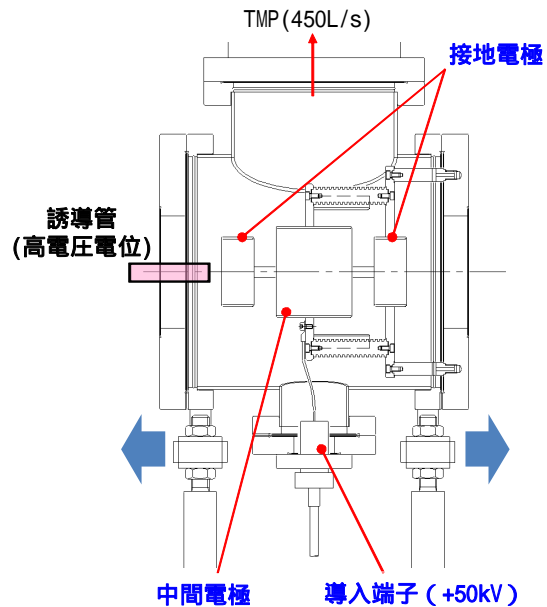 TMP(450L/s)
接地電極
誘導管
(高電圧電位)
中間電極
導入端子(+50kV)